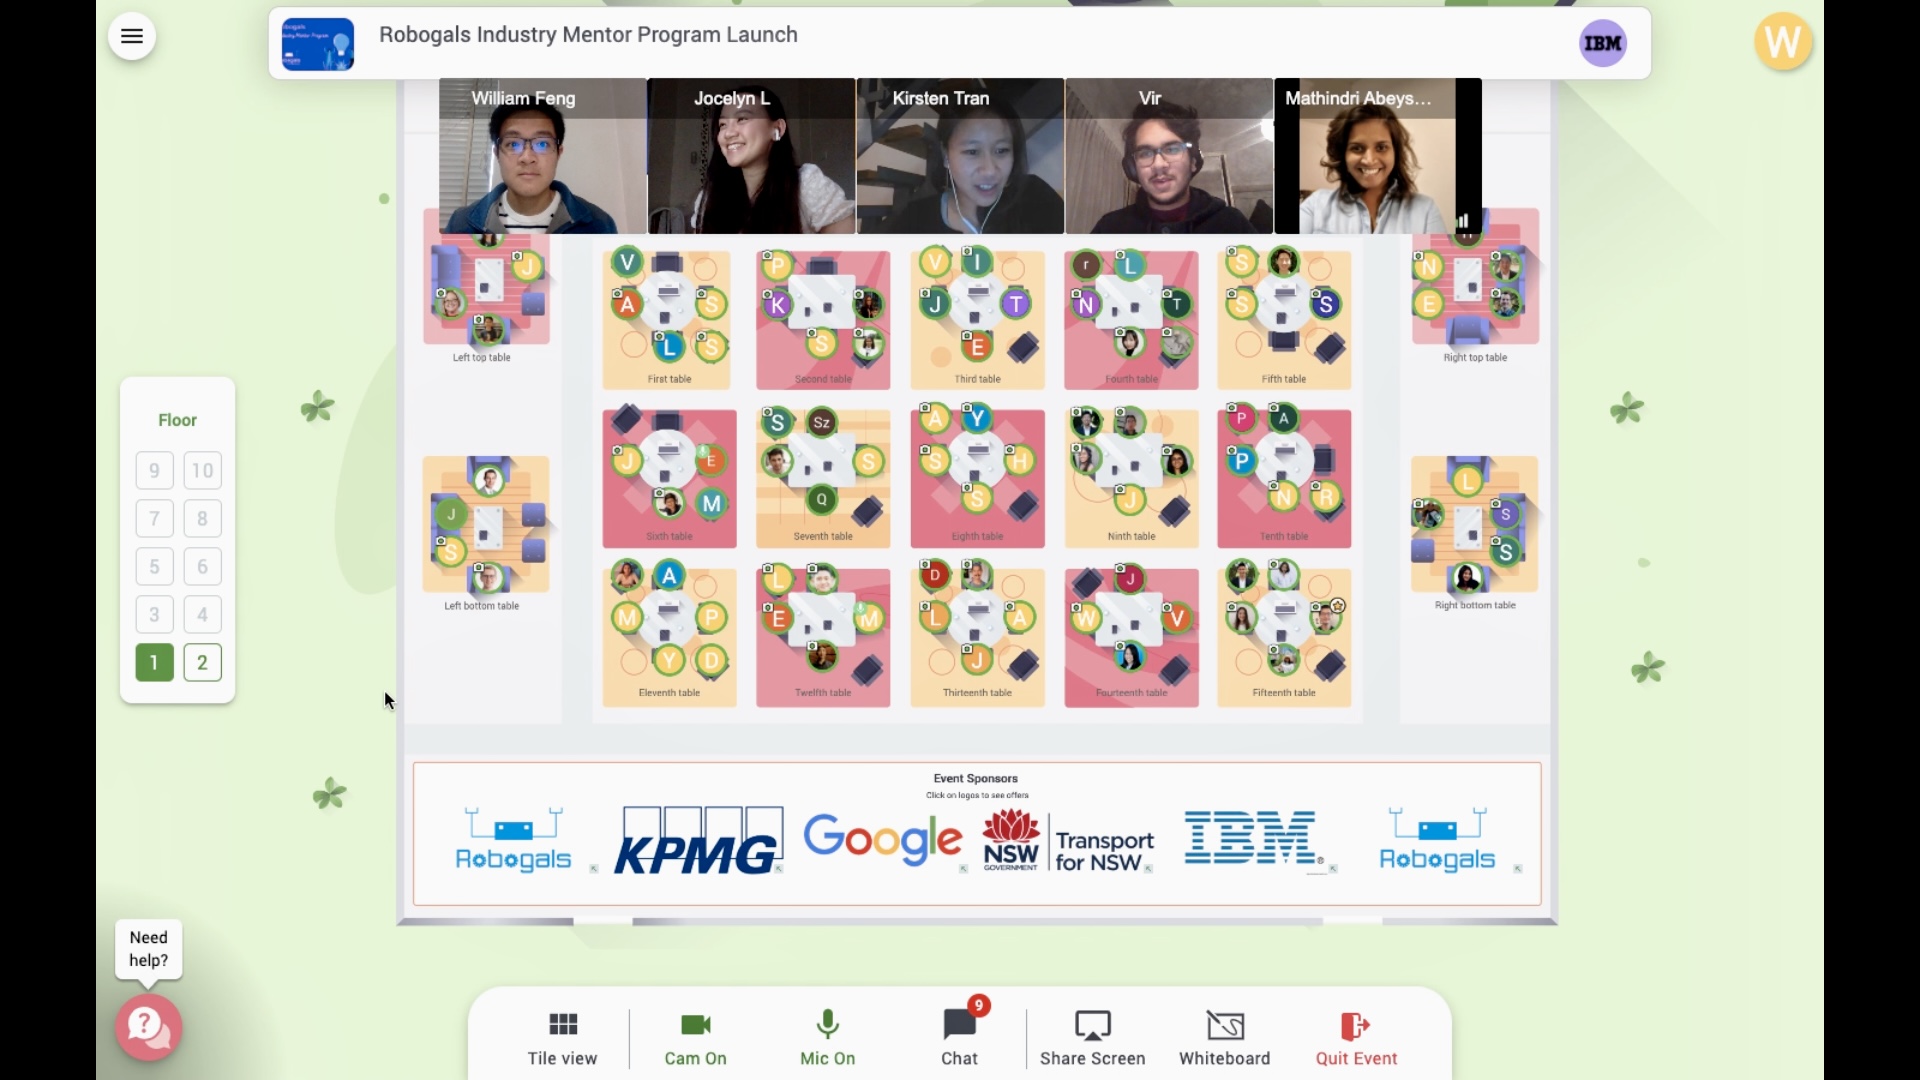 Robogals Industry Mentor Program Launch
IBM
W
William Feng
Jocelyn L
Kirsten Tran
Vir
Mathindri Abeys...
J
Left top table
V
A
S
L
S
First table
P
K
S
Second table
V
I
J
T
E
Third table
r
L
N
T
Fourth table
S
S
S
Fifth table
N
E
Right top table
Floor
9 10
7 8
5 6
3 4
1 2
J
S
Left bottom table
J
E
M
Sixth table
S
Sz
S
Q
Seventh table
A
Y
S
H
S
Eighth table
J
Ninth table
P
A
P
N
R
Tenth table
L
S
S
Right bottom table
A
M
P
Y
D
Eleventh table
L
E
M
Twelfth table
D
L
A
J
Thirteenth table
J
W
V
Fourteenth table
Fifteenth table
Event Sponsors
Click on logos to see offers
Robogals
KPMG
Google
NSW
GOVERNMENT
Transport
for NSW
IBM®
Robogals
Need
help?
?
9
Tile view
Cam On
Mic On
Chat
Share Screen
Whiteboard
Quit Event